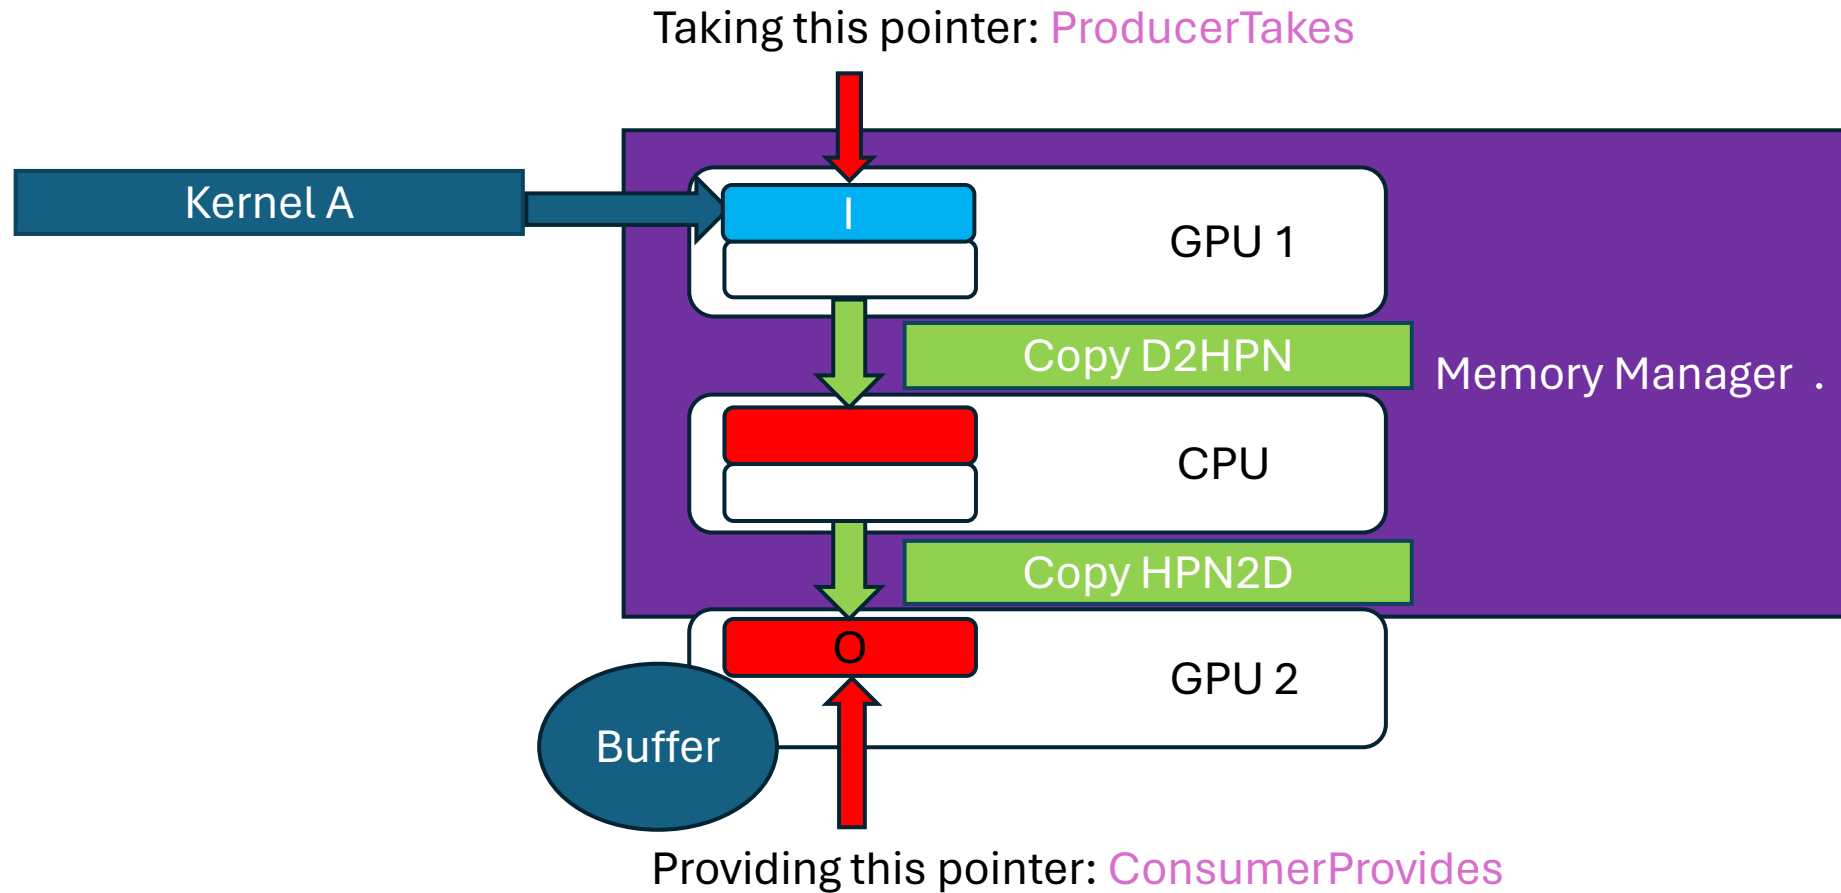 Taking this pointer: ProducerTakes
Kernel A
I
GPU 1
Copy D2HPN
Memory Manager .
CPU
Copy HPN2D
O
GPU 2
Buffer
Providing this pointer: ConsumerProvides